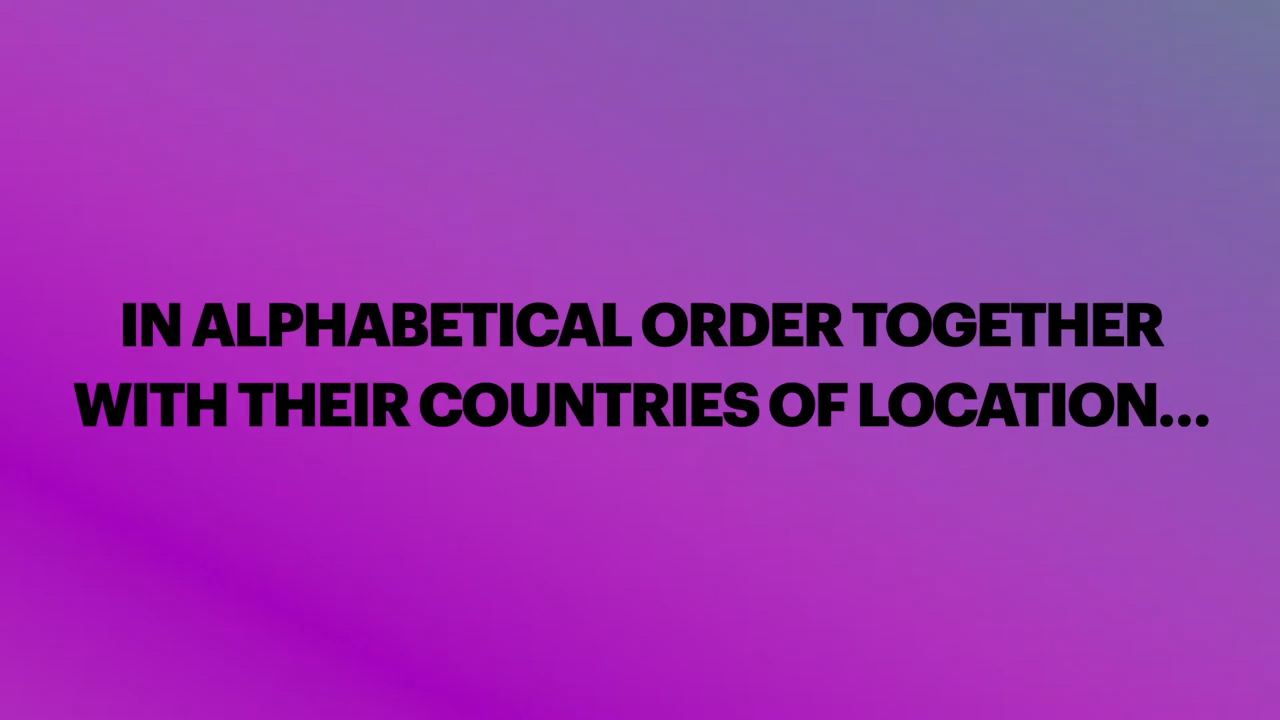 IN ALPHABETICAL ORDER TOGETHER
WITH THEIR COUNTRIES OF LOCATION...